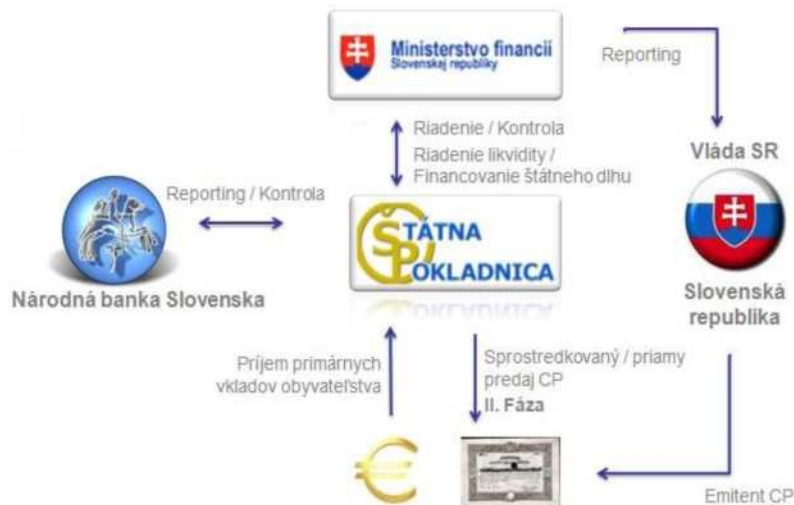 Ministerstvo financií
Slovenskej republiky
Reporting
Riadenie / Kontrola
Riadenie likvidity /
Financovanie štátneho dlhu
Vláda SR
Reporting / Kontrola
ŠTÁTNA
POKLADNICA
Národná banka Slovenska
Slovenská
republika
Príjem primárnych
vkladov obyvateľstva
Sprostredkovaný / priamy
predaj CP
II. Fáza
€
Emitent CP